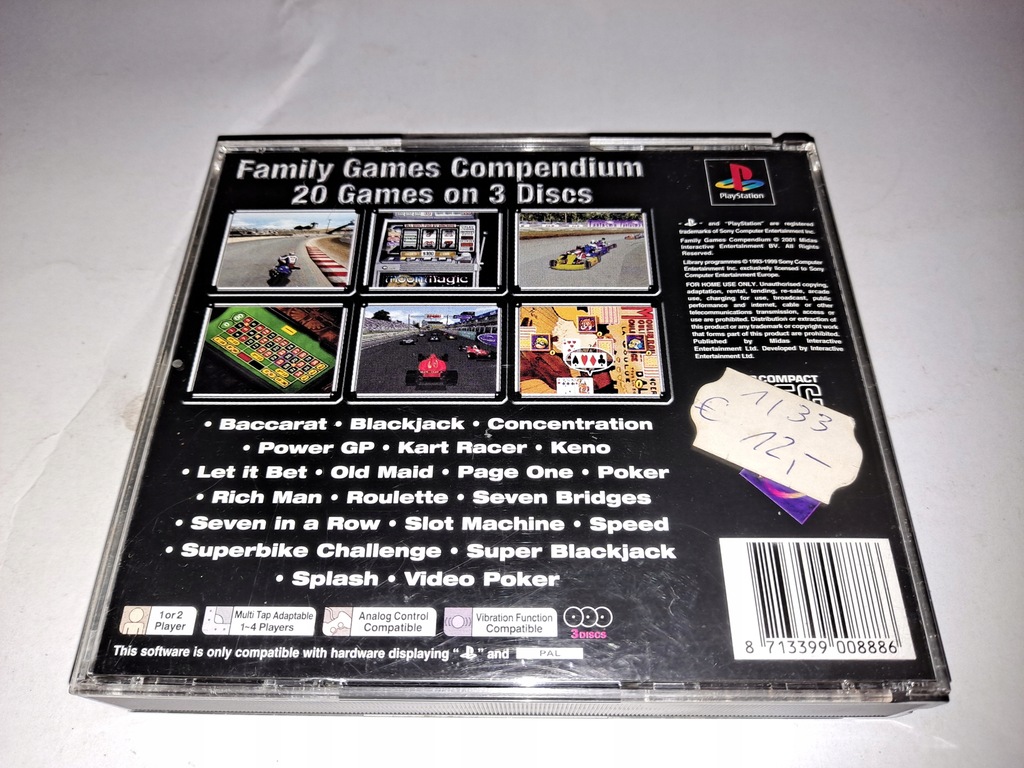 Family Games Compendium
20 Games on 3 Discs
PlayStation
and "PlayStation" are registered
trademarks of Sony Computer Entertainment Inc.
Family Games Compendium © 2001 Midas
Interactive Entertainment BV. All Rights
Reserved.
Library programmes © 1993-1999 Sony Computer
Entertainment Inc. exclusively licensed to Sony
Computer Entertainment Europe.
FOR HOME USE ONLY. Unauthorised copying,
adaptation, rental, lending, re-sale, arcade
use, charging for use, broadcast, public
performance and internet, cable or other
telecommunications transmission, access or
use are prohibited. Distribution or extraction of
this product or any trademark or copyright work
that forms part of this product are prohibited.
Published by Midas Interactive
Entertainment Ltd. Developed by Interactive
Entertainment Ltd.
moon magic
COMPACT
€ 1/33
12,-
• Baccarat • Blackjack • Concentration
• Power GP • Kart Racer • Keno
• Let it Bet • Old Maid • Page One • Poker
• Rich Man • Roulette • Seven Bridges
• Seven in a Row • Slot Machine • Speed
• Superbike Challenge • Super Blackjack
• Splash • Video Poker
1 or 2
Player
Multi Tap Adaptable
1-4 Players
Analog Control
Compatible
Vibration Function
Compatible
3 DISCS
This software is only compatible with hardware displaying " " and PAL
8 713399 008886